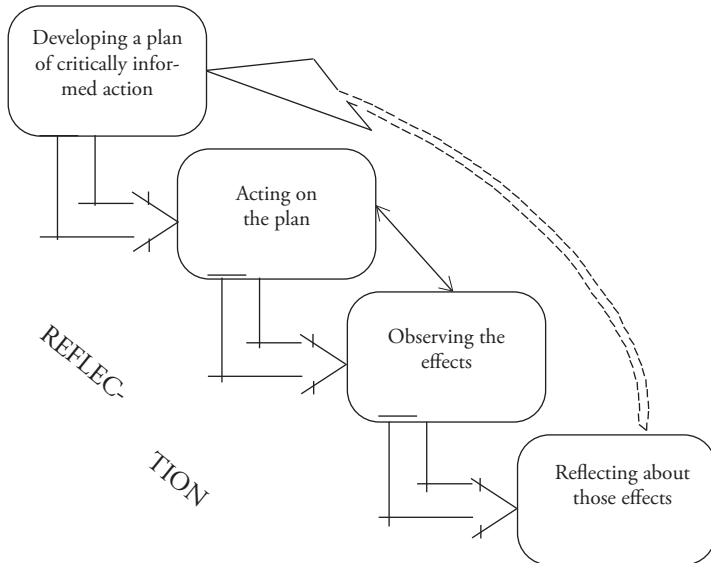 Developing a plan
of critically infor-
med action
Acting on
the plan
Observing the
effects
REFLEC-
TION
Reflecting about
those effects